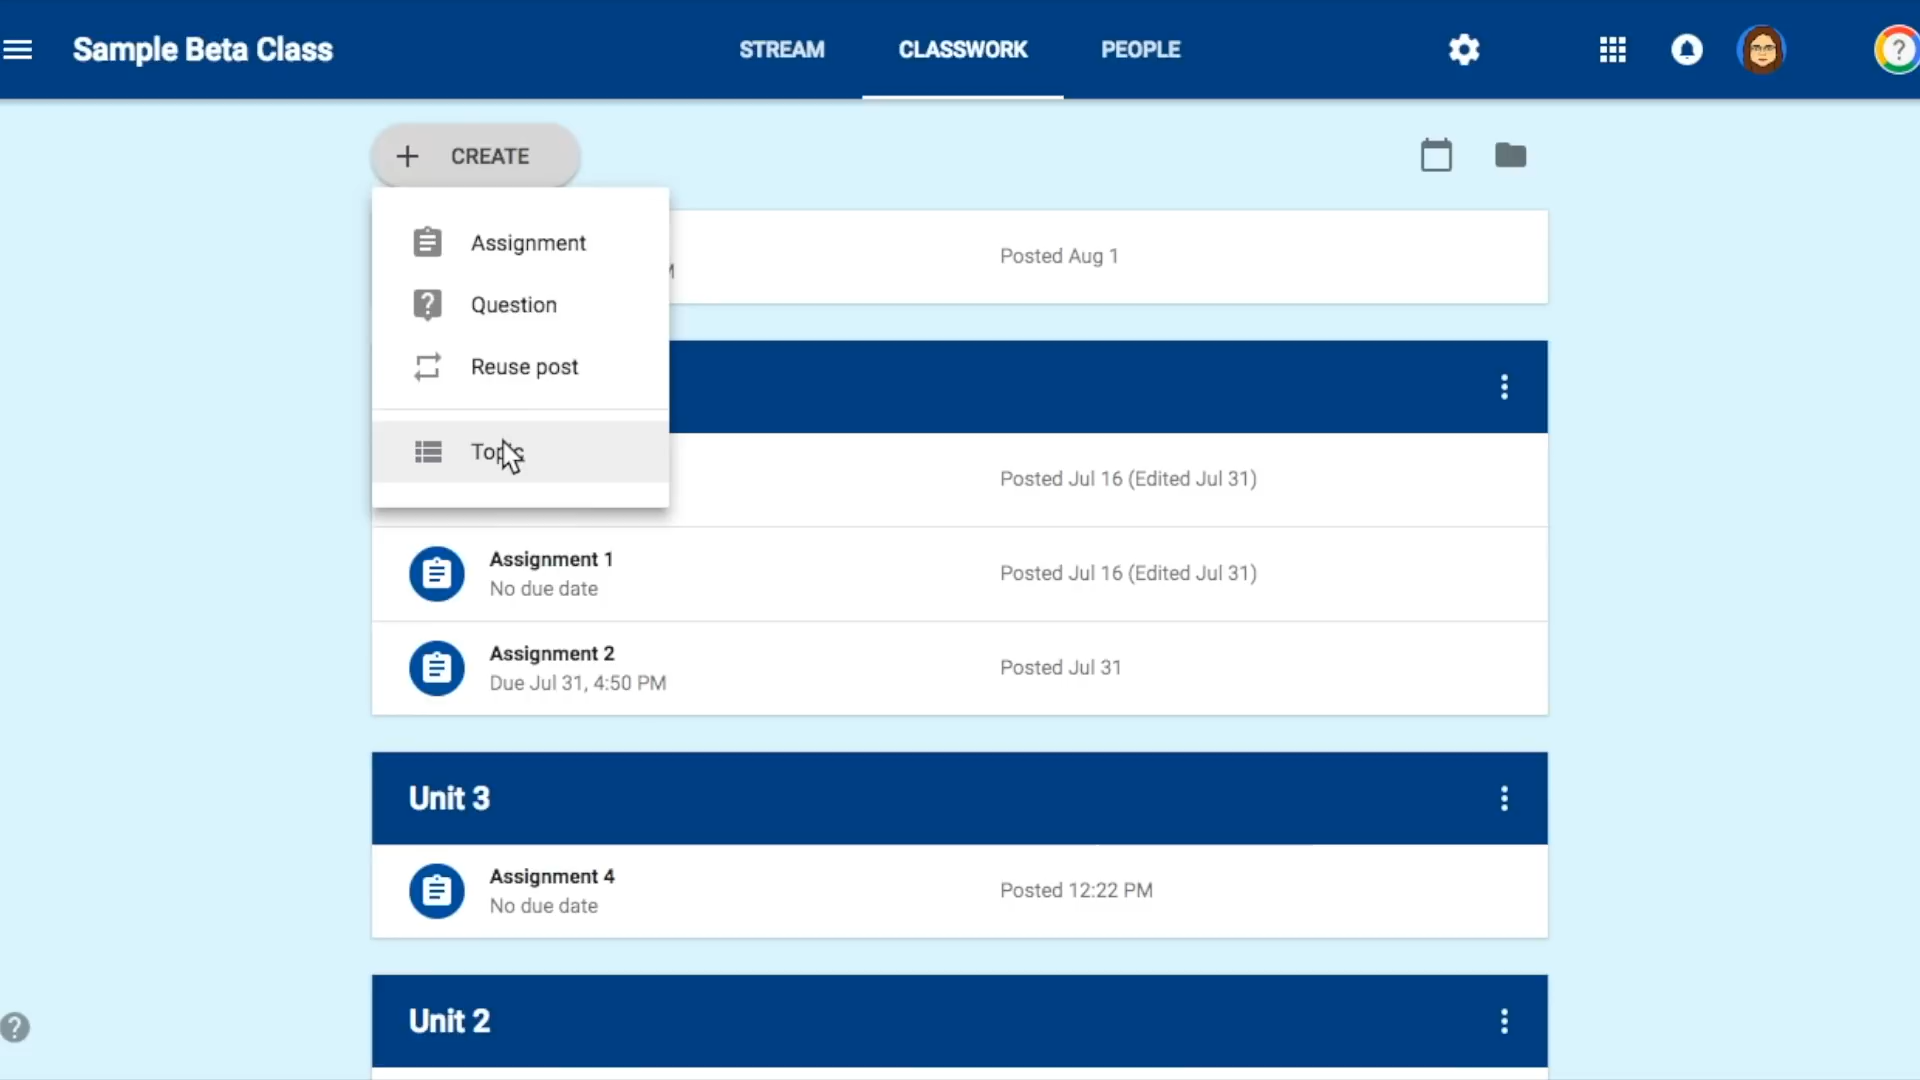 Sample Beta Class
STREAM
CLASSWORK
PEOPLE
CREATE
Assignment
Question
Reuse post
Topic
Posted Aug 1
Posted Jul 16 (Edited Jul 31)
Assignment 1
No due date
Posted Jul 16 (Edited Jul 31)
Assignment 2
Due Jul 31, 4:50 PM
Posted Jul 31
Unit 3
Assignment 4
No due date
Posted 12:22 PM
Unit 2